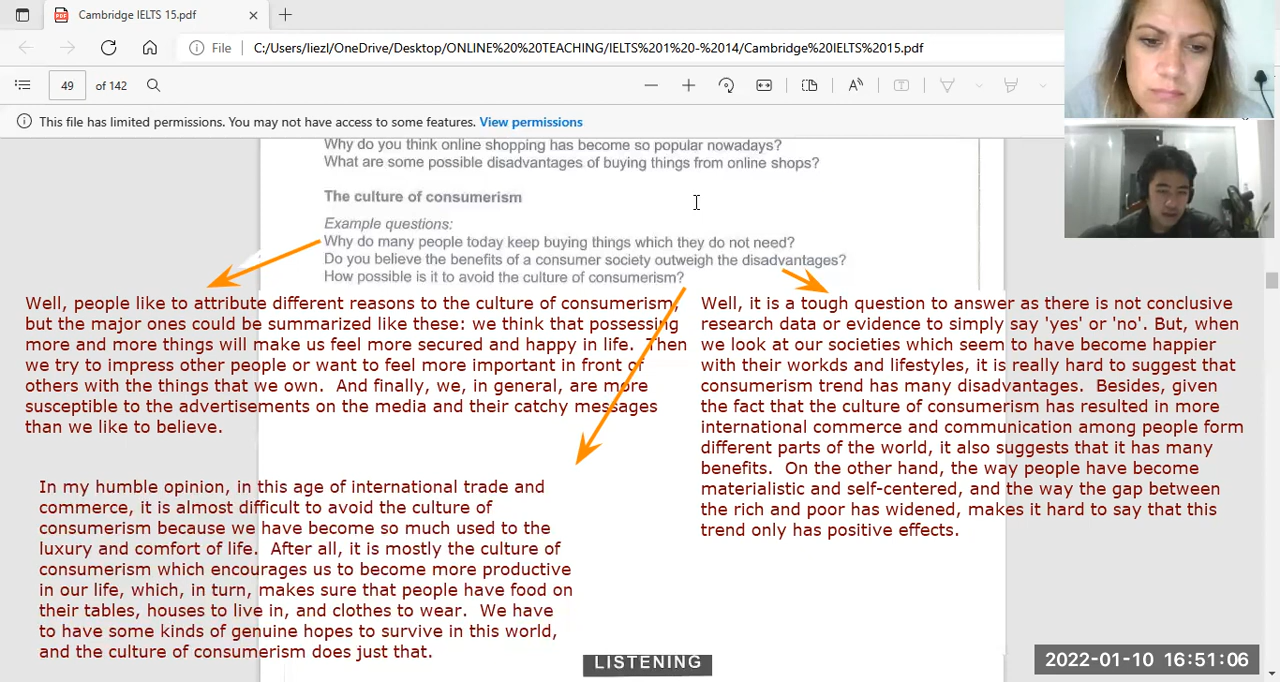 Cambridge IELTS 15.pdf
File
C:/Users/liezl/OneDrive/Desktop/ONLINE%20%20TEACHING/IELTS%201%20-%2014/Cambridge%20IELTS%2015.pdf
49 of 142
This file has limited permissions. You may not have access to some features. View permissions
Why do you think online shopping has become so popular nowadays?
What are some possible disadvantages of buying things from online shops?
The culture of consumerism
Example questions:
Why do many people today keep buying things which they do not need?
Do you believe the benefits of a consumer society outweigh the disadvantages?
How possible is it to avoid the culture of consumerism?
Well, people like to attribute different reasons to the culture of consumerism,
but the major ones could be summarized like these: we think that possessing
more and more things will make us feel more secured and happy in life.  Then
we try to impress other people or want to feel more important in front of
others with the things that we own.  And finally, we, in general, are more
susceptible to the advertisements on the media and their catchy messages
than we like to believe.
Well, it is a tough question to answer as there is not conclusive
research data or evidence to simply say 'yes' or 'no'. But, when
we look at our societies which seem to have become happier
with their workds and lifestyles, it is really hard to suggest that
consumerism trend has many disadvantages.  Besides, given
the fact that the culture of consumerism has resulted in more
international commerce and communication among people form
different parts of the world, it also suggests that it has many
benefits.  On the other hand, the way people have become
materialistic and self-centered, and the way the gap between
the rich and poor has widened, makes it hard to say that this
trend only has positive effects.
In my humble opinion, in this age of international trade and
commerce, it is almost difficult to avoid the culture of
consumerism because we have become so much used to the
luxury and comfort of life.  After all, it is mostly the culture of
consumerism which encourages us to become more productive
in our life, which, in turn, makes sure that people have food on
their tables, houses to live in, and clothes to wear.  We have
to have some kinds of genuine hopes to survive in this world,
and the culture of consumerism does just that.
LISTENING
2022-01-10 16:51:06